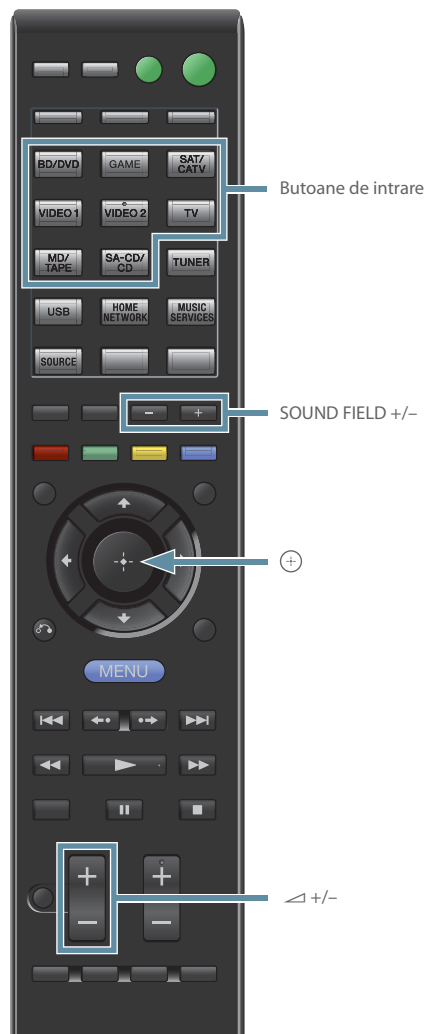 BD/DVD GAME SAT/
CATV
Butoane de intrare
VIDEO 1 VIDEO 2 TV
MD/
TAPE SA-CD/
CD TUNER
USB HOME
NETWORK MUSIC
SERVICES
SOURCE
– +
SOUND FIELD +/–
MENU
+ +
– –
+/–